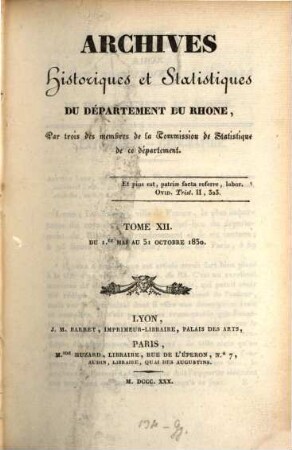 ARCHIVES
Historiques et Statistiques
DU DÉPARTEMENT DU RHONE,
Par trois des membres de la Commission de Statistique
de ce département.
Et pius est, patriæ facta referre, labor.
OVID. Trist. II, 323.
TOME XII.
DU 1.er MAI AU 31 OCTOBRE 1830.
LYON,
J. M. BARRET, IMPRIMEUR-LIBRAIRE, PALAIS DES ARTS,
PARIS,
M.me HUZARD, LIBRAIRE, RUE DE L'ÉPERON, N.º 7,
AUDIN, LIBRAIRE, QUAI DES AUGUSTINS.
M. DCCC. XXX.